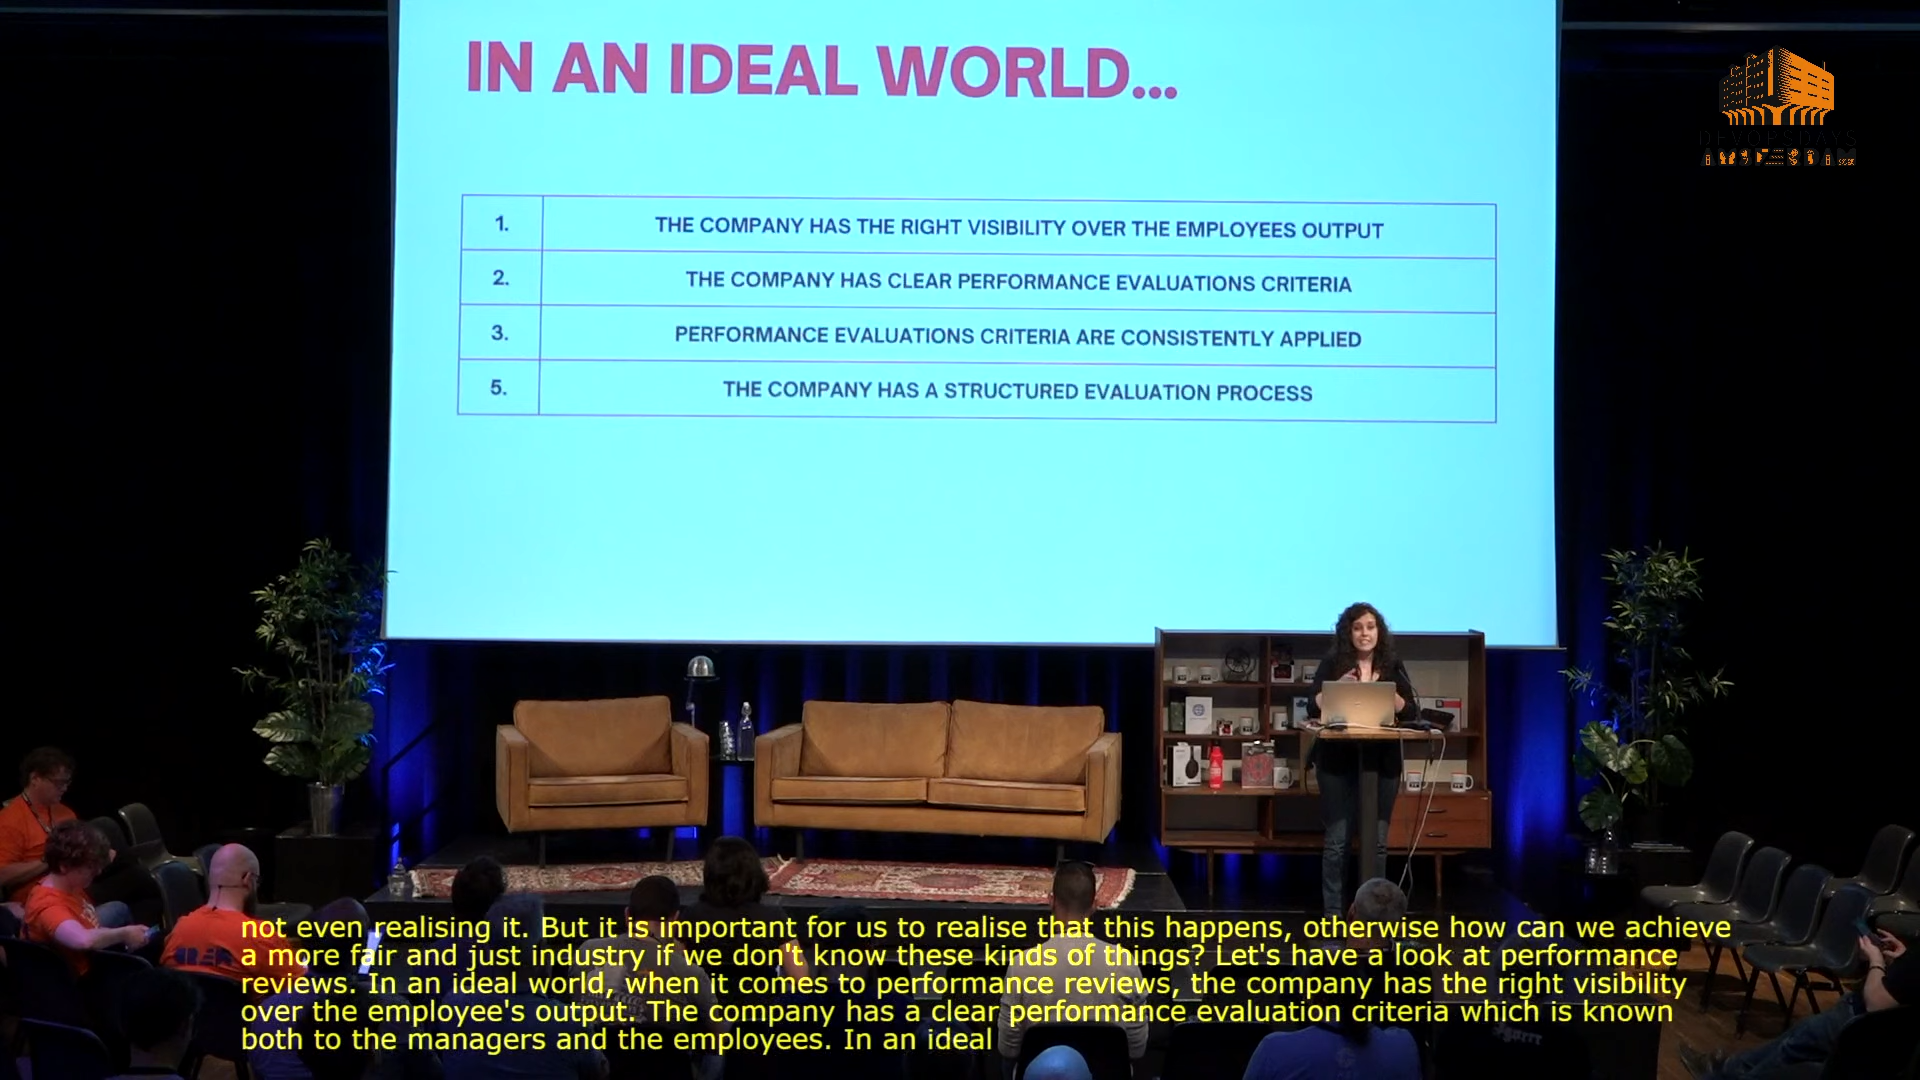 IN AN IDEAL WORLD...
DEVOPSDAYS
AMSTERDAM
1. THE COMPANY HAS THE RIGHT VISIBILITY OVER THE EMPLOYEES OUTPUT
2. THE COMPANY HAS CLEAR PERFORMANCE EVALUATIONS CRITERIA
3. PERFORMANCE EVALUATIONS CRITERIA ARE CONSISTENTLY APPLIED
5. THE COMPANY HAS A STRUCTURED EVALUATION PROCESS
not even realising it. But it is important for us to realise that this happens, otherwise how can we achieve
a more fair and just industry if we don't know these kinds of things? Let's have a look at performance
reviews. In an ideal world, when it comes to performance reviews, the company has the right visibility
over the employee's output. The company has a clear performance evaluation criteria which is known
both to the managers and the employees. In an ideal